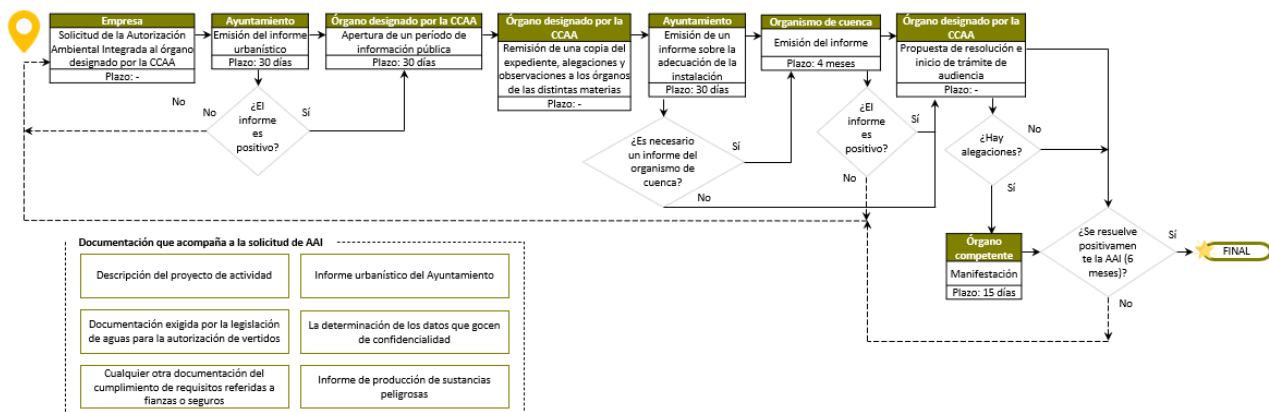 Empresa
Solicitud de la Autorización
Ambiental Integrada al órgano
designado por la CCAA
Plazo: -
Ayuntamiento
Emisión del informe
urbanístico
Plazo: 30 días
Órgano designado por la CCAA
Apertura de un período de
información pública
Plazo: 30 días
Órgano designado por la
CCAA
Remisión de una copia del
expediente, alegaciones y
observaciones a los órganos
de las distintas materias
Plazo: -
Ayuntamiento
Emisión de un
informe sobre la
adecuación de la
instalación
Plazo: 30 días
Organismo de cuenca
Emisión del informe
Plazo: 4 meses
Órgano designado por la
CCAA
Propuesta de resolución e
inicio de trámite de
audiencia
Plazo: -
No
No
¿El
informe
es
positivo?
Sí
¿Es necesario
un informe del
organismo de
cuenca?
Sí
No
¿El
informe
es
positivo?
Sí
No
¿Hay
alegaciones?
No
Sí
Órgano
competente
Manifestación
Plazo: 15 días
¿Se resuelve
positivamen
te la AAI (6
meses)?
Sí
No
FINAL
Documentación que acompaña a la solicitud de AAI
Descripción del proyecto de actividad
Informe urbanístico del Ayuntamiento
Documentación exigida por la legislación
de aguas para la autorización de vertidos
La determinación de los datos que gocen
de confidencialidad
Cualquier otra documentación del
cumplimiento de requisitos referidas a
fianzas o seguros
Informe de producción de sustancias
peligrosas